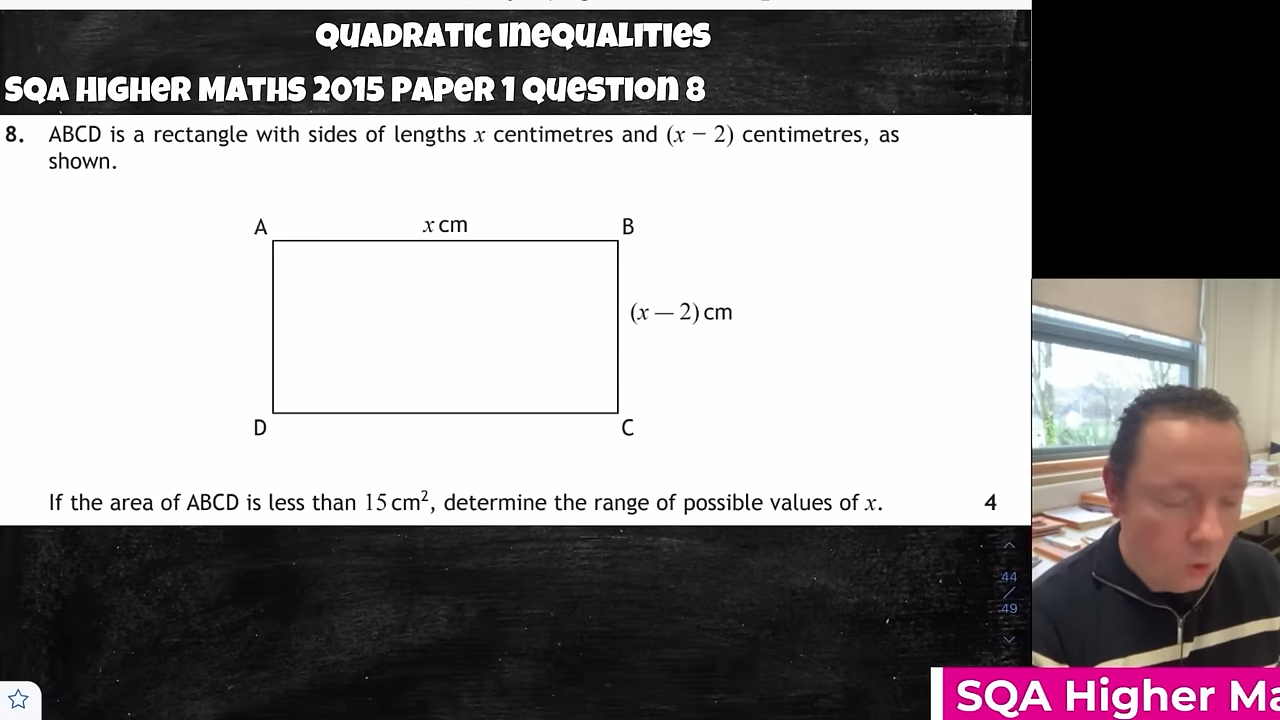 QUADRATIC INEQUALITIES
SQA HIGHER MATHS 2015 PAPER 1 QUESTION 8
8. ABCD is a rectangle with sides of lengths x centimetres and (x − 2) centimetres, as
shown.
A x cm B
(x — 2) cm
D C
If the area of ABCD is less than 15 cm², determine the range of possible values of x. 4
44
/
49
SQA Higher Ma